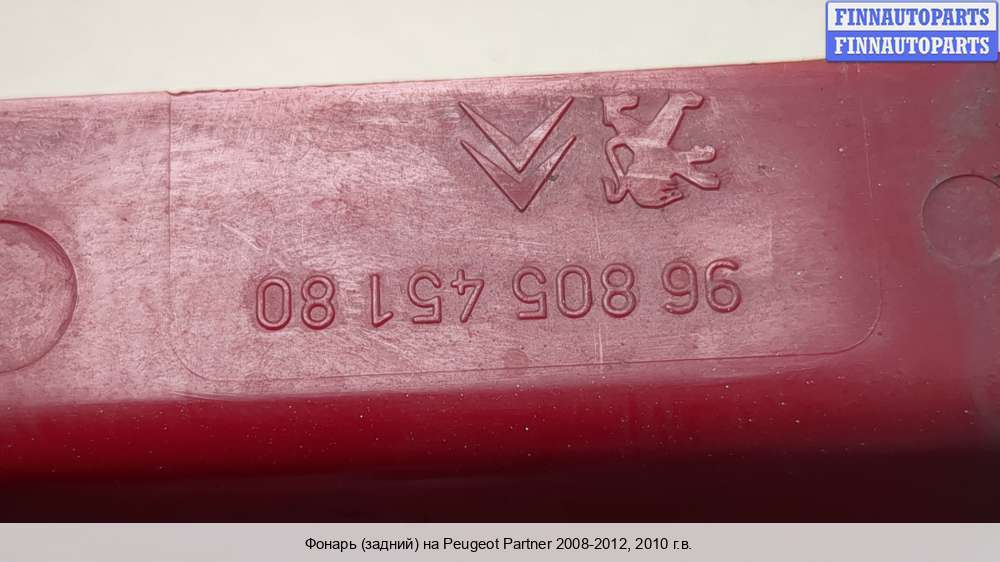 FINNAUTOPARTS
FINNAUTOPARTS
96 805 451 80
Фонарь (задний) на Peugeot Partner 2008-2012, 2010 г.в.